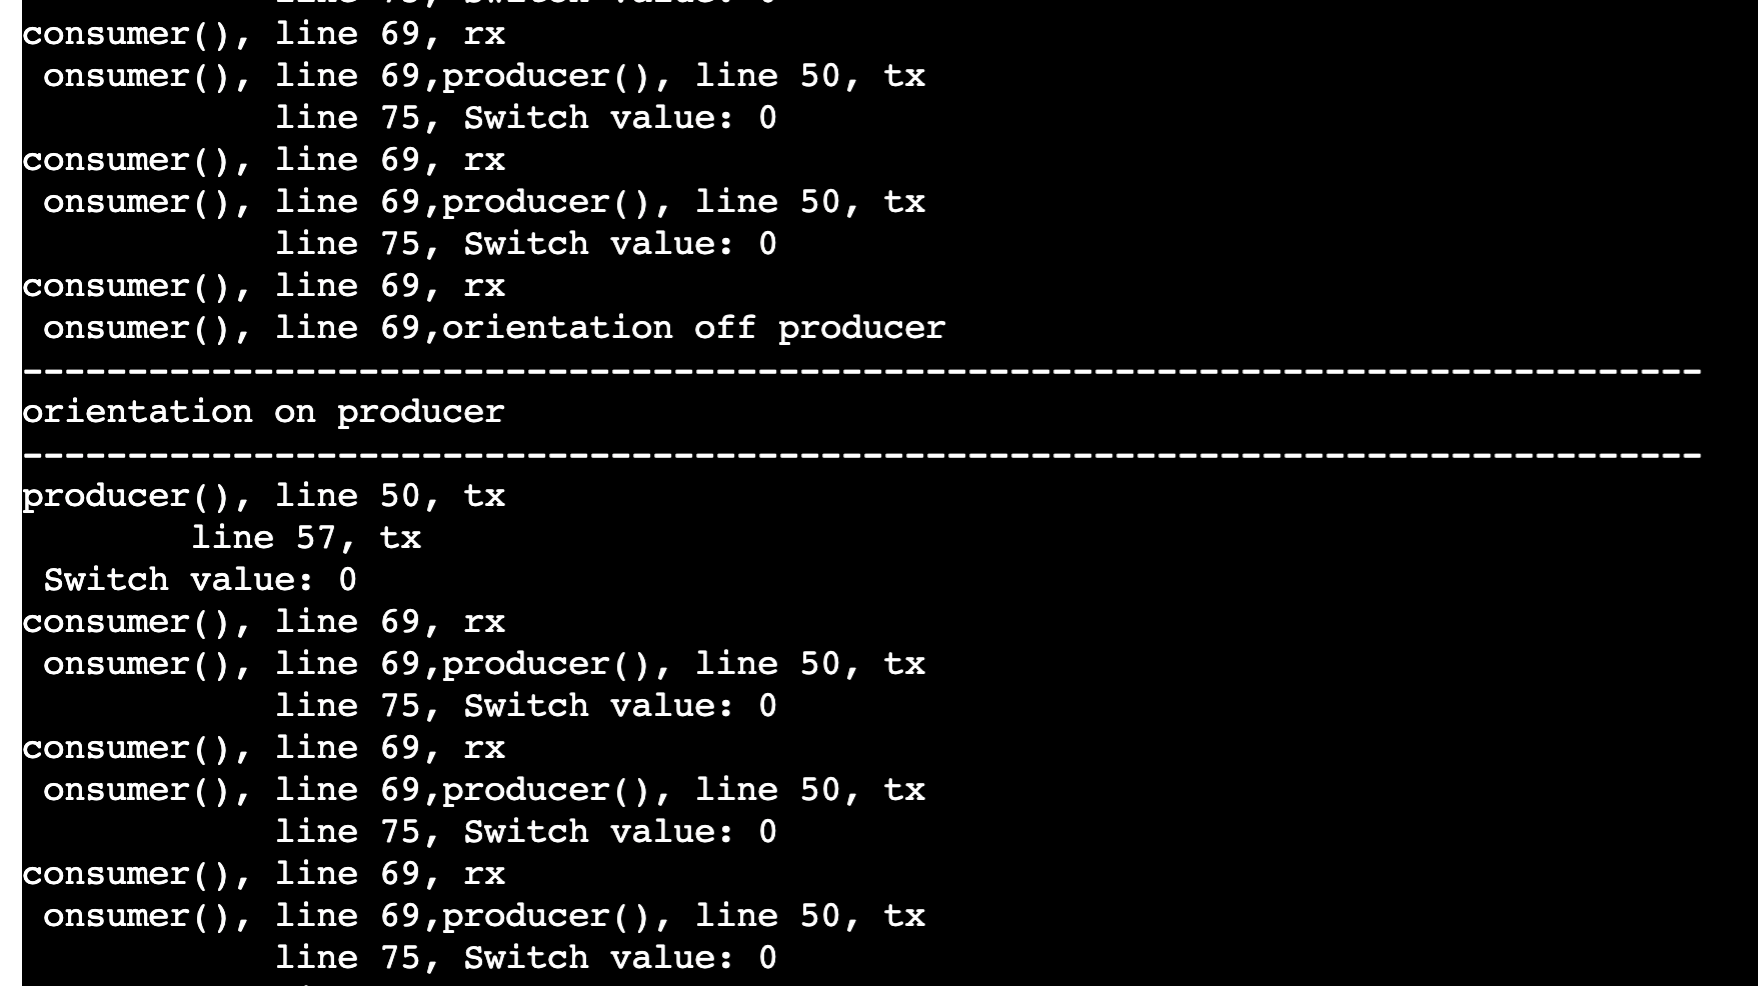 line 75, Switch value: 0
consumer(), line 69, rx
onsumer(), line 69,producer(), line 50, tx
line 75, Switch value: 0
consumer(), line 69, rx
onsumer(), line 69,producer(), line 50, tx
line 75, Switch value: 0
consumer(), line 69, rx
onsumer(), line 69,orientation off producer
--------------------------------------------------------------------------------
orientation on producer
--------------------------------------------------------------------------------
producer(), line 50, tx
line 57, tx
Switch value: 0
consumer(), line 69, rx
onsumer(), line 69,producer(), line 50, tx
line 75, Switch value: 0
consumer(), line 69, rx
onsumer(), line 69,producer(), line 50, tx
line 75, Switch value: 0
consumer(), line 69, rx
onsumer(), line 69,producer(), line 50, tx
line 75, Switch value: 0